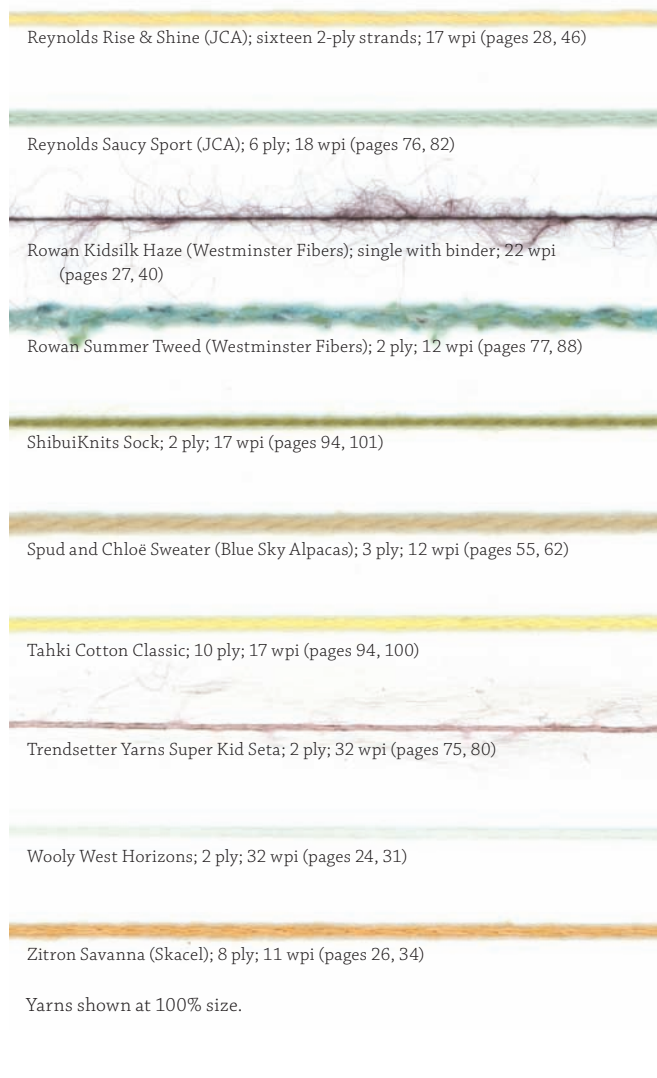 Reynolds Rise & Shine (JCA); sixteen 2-ply strands; 17 wpi (pages 28, 46)
Reynolds Saucy Sport (JCA); 6 ply; 18 wpi (pages 76, 82)
Rowan Kidsilk Haze (Westminster Fibers); single with binder; 22 wpi
(pages 27, 40)
Rowan Summer Tweed (Westminster Fibers); 2 ply; 12 wpi (pages 77, 88)
ShibuiKnits Sock; 2 ply; 17 wpi (pages 94, 101)
Spud and Chloë Sweater (Blue Sky Alpacas); 3 ply; 12 wpi (pages 55, 62)
Tahki Cotton Classic; 10 ply; 17 wpi (pages 94, 100)
Trendsetter Yarns Super Kid Seta; 2 ply; 32 wpi (pages 75, 80)
Wooly West Horizons; 2 ply; 32 wpi (pages 24, 31)
Zitron Savanna (Skacel); 8 ply; 11 wpi (pages 26, 34)
Yarns shown at 100% size.